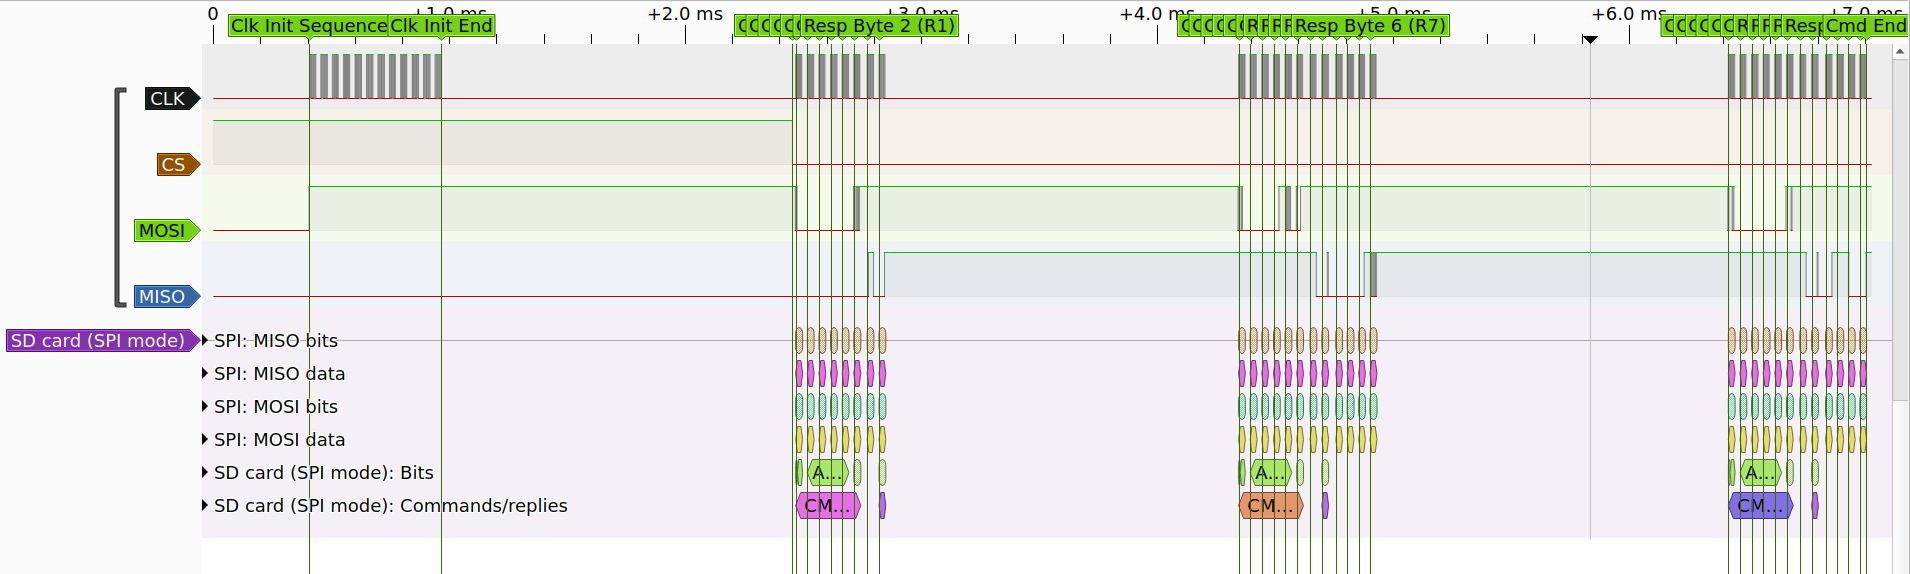 0 +1.0 ms +2.0 ms +3.0 ms +4.0 ms +5.0 ms +6.0 ms +7.0 ms
Clk Init Sequence Clk Init End Resp Byte 2 (R1) Resp Byte 6 (R7) Resp Cmd End
CLK
CS
MOSI
MISO
SD card (SPI mode) SPI: MISO bits
SPI: MISO data
SPI: MOSI bits
SPI: MOSI data
SD card (SPI mode): Bits A... A... A...
SD card (SPI mode): Commands/replies CM... CM... CM...